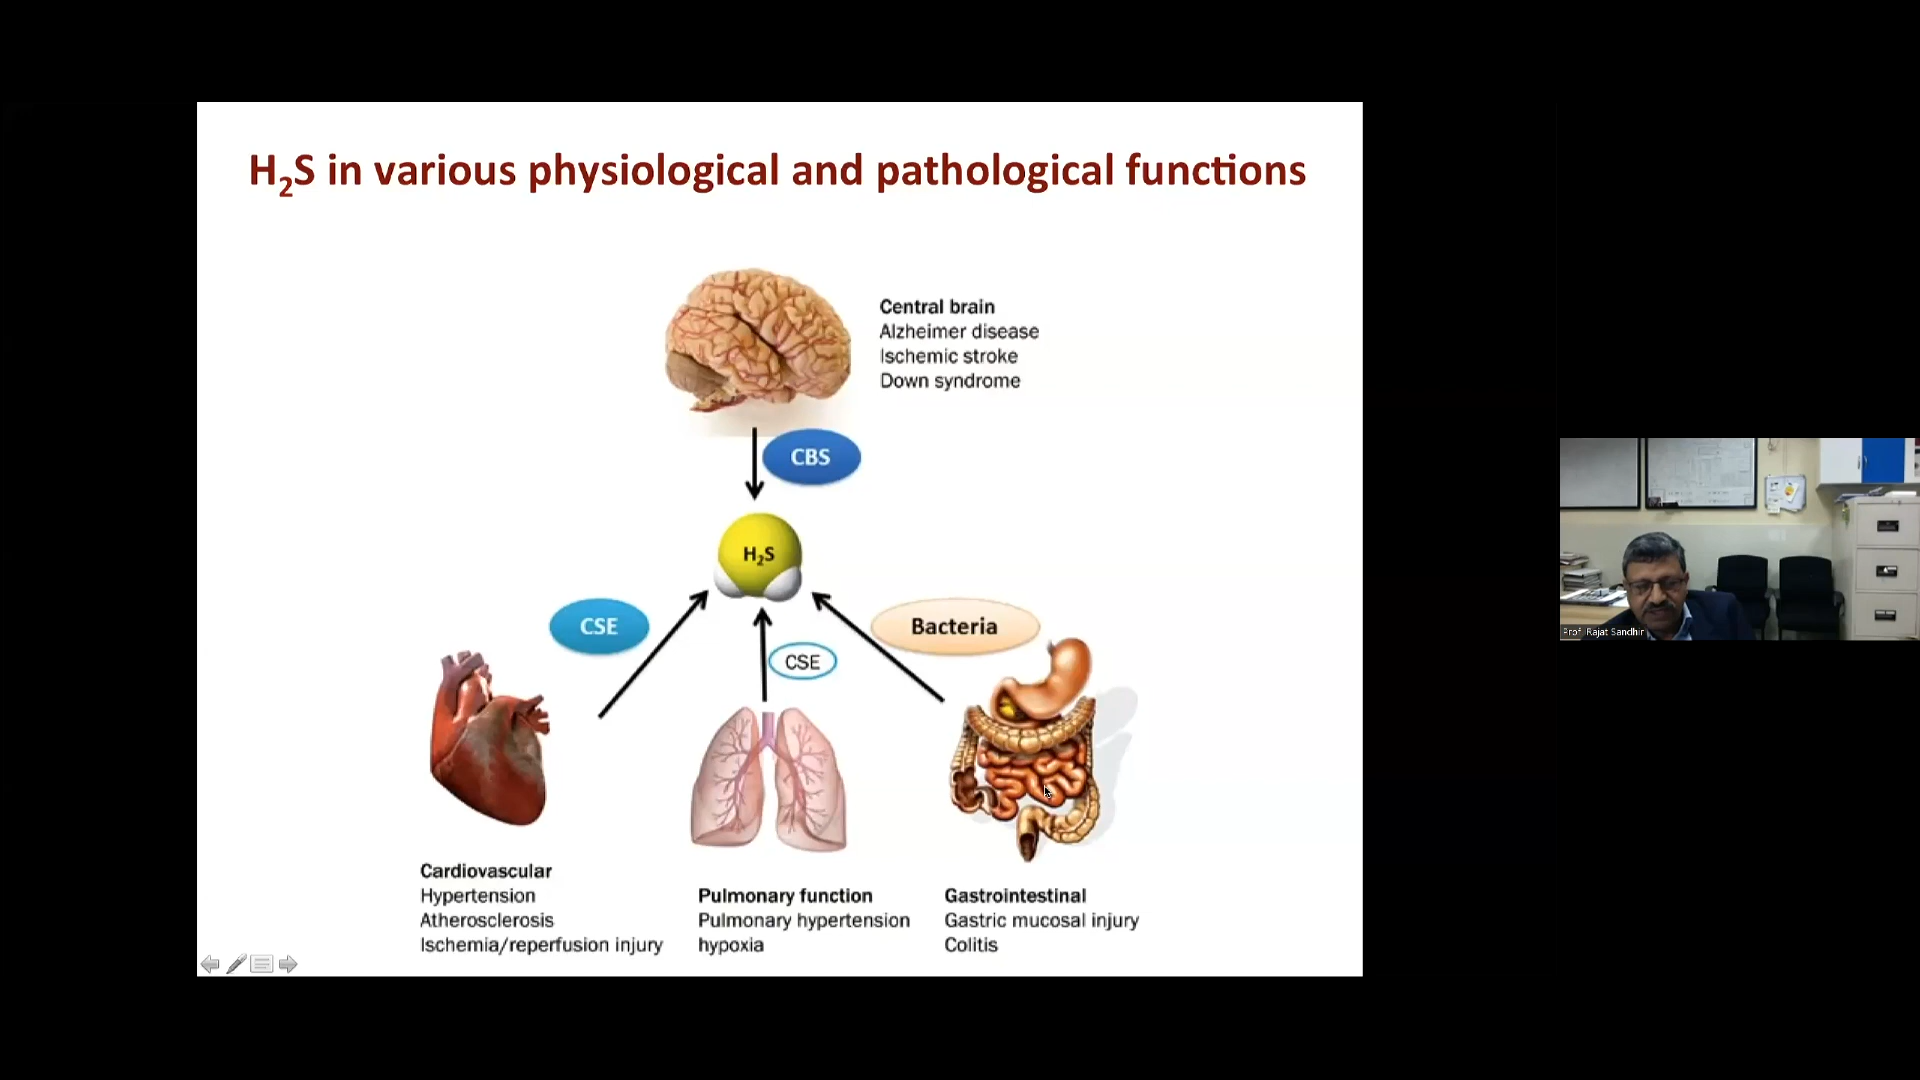 H₂S in various physiological and pathological functions
Central brain
Alzheimer disease
Ischemic stroke
Down syndrome
CBS
H₂S
CSE
Bacteria
CSE
Cardiovascular
Hypertension
Atherosclerosis
Ischemia/reperfusion injury
Pulmonary function
Pulmonary hypertension
hypoxia
Gastrointestinal
Gastric mucosal injury
Colitis
Prof. Rajat Sandhir